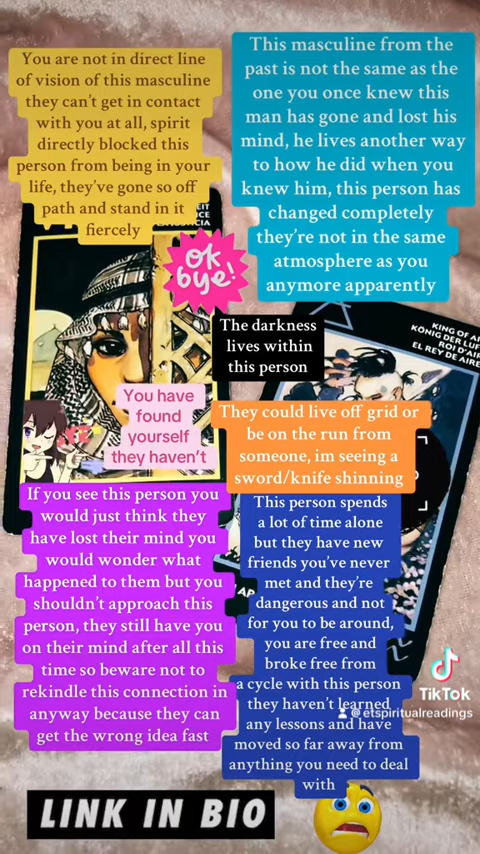 You are not in direct line
of vision of this masculine
they can't get in contact
with you at all, spirit
directly blocked this
person from being in your
life, they've gone so off
path and stand in it
fiercely
This masculine from the
past is not the same as the
one you once knew this
man has gone and lost his
mind, he lives another way
to how he did when you
knew him, this person has
changed completely
they're not in the same
atmosphere as you
anymore apparently
ok
bye!
The darkness
lives within
this person
KING OF AI
KÖNIG DER LUF
ROI D'AIR
EL REY DE AIRE
You have
found
yourself
they haven't
They could live off grid or
be on the run from
someone, im seeing a
sword/knife shinning
If you see this person you
would just think they
have lost their mind you
would wonder what
happened to them but you
shouldn't approach this
person, they still have you
on their mind after all this
time so beware not to
rekindle this connection in
anyway because they can
get the wrong idea fast
This person spends
a lot of time alone
but they have new
friends you've never
met and they're
dangerous and not
for you to be around,
you are free and
broke free from
a cycle with this person
they haven't learned
any lessons and have
moved so far away from
anything you need to deal
with
TikTok
@etspiritualreadings
LINK IN BIO